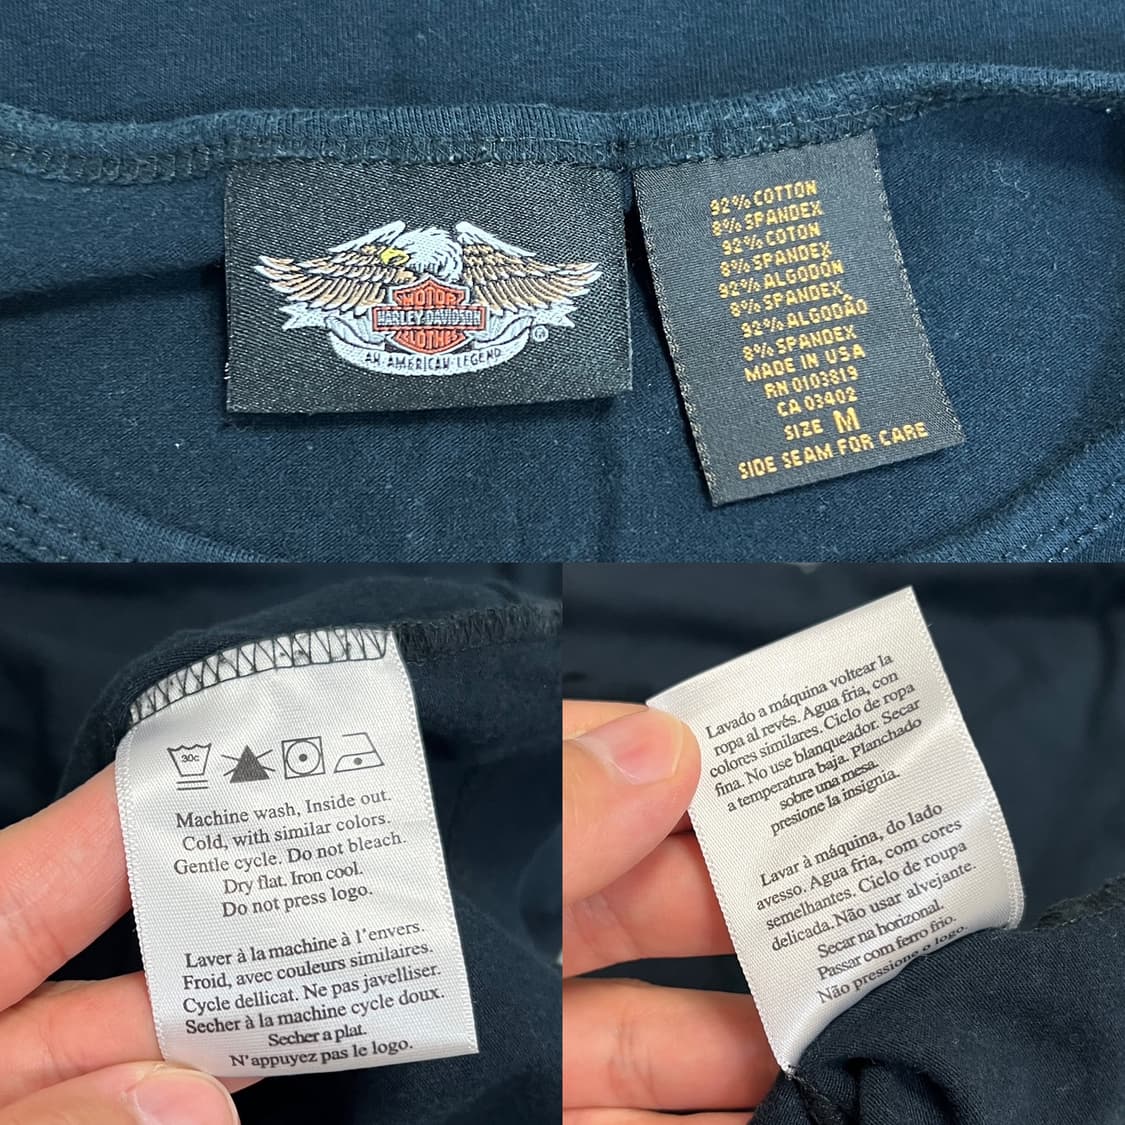 MOTOR
HARLEY-DAVIDSON
CLOTHES
AN·AMERICAN·LEGEND
®
92% COTTON
8% SPANDEX
92% COTON
8% SPANDEX
92% ALGODÓN
8% SPANDEX
92% ALGODÃO
8% SPANDEX
MADE IN USA
RN 0103819
CA 03402
SIZE M
SIDE SEAM FOR CARE
30c
Machine wash, Inside out.
Cold, with similar colors.
Gentle cycle. Do not bleach.
Dry flat. Iron cool.
Do not press logo.
Laver à la machine à l'envers.
Froid, avec couleurs similaires.
Cycle dellicat. Ne pas javelliser.
Secher à la machine cycle doux.
Secher a plat.
N'appuyez pas le logo.
Lavado a máquina voltear la
ropa al revés. Agua fria, con
colores similares. Ciclo de ropa
fina. No use blanqueador. Secar
a temperatura baja. Planchado
sobre una mesa.
presione la insignia.
Lavar à máquina, do lado
avesso. Agua fria, com cores
semelhantes. Ciclo de roupa
delicada. Não usar alvejante.
Secar na horizonal.
Passar com ferro frio.
Não pressione o logo.